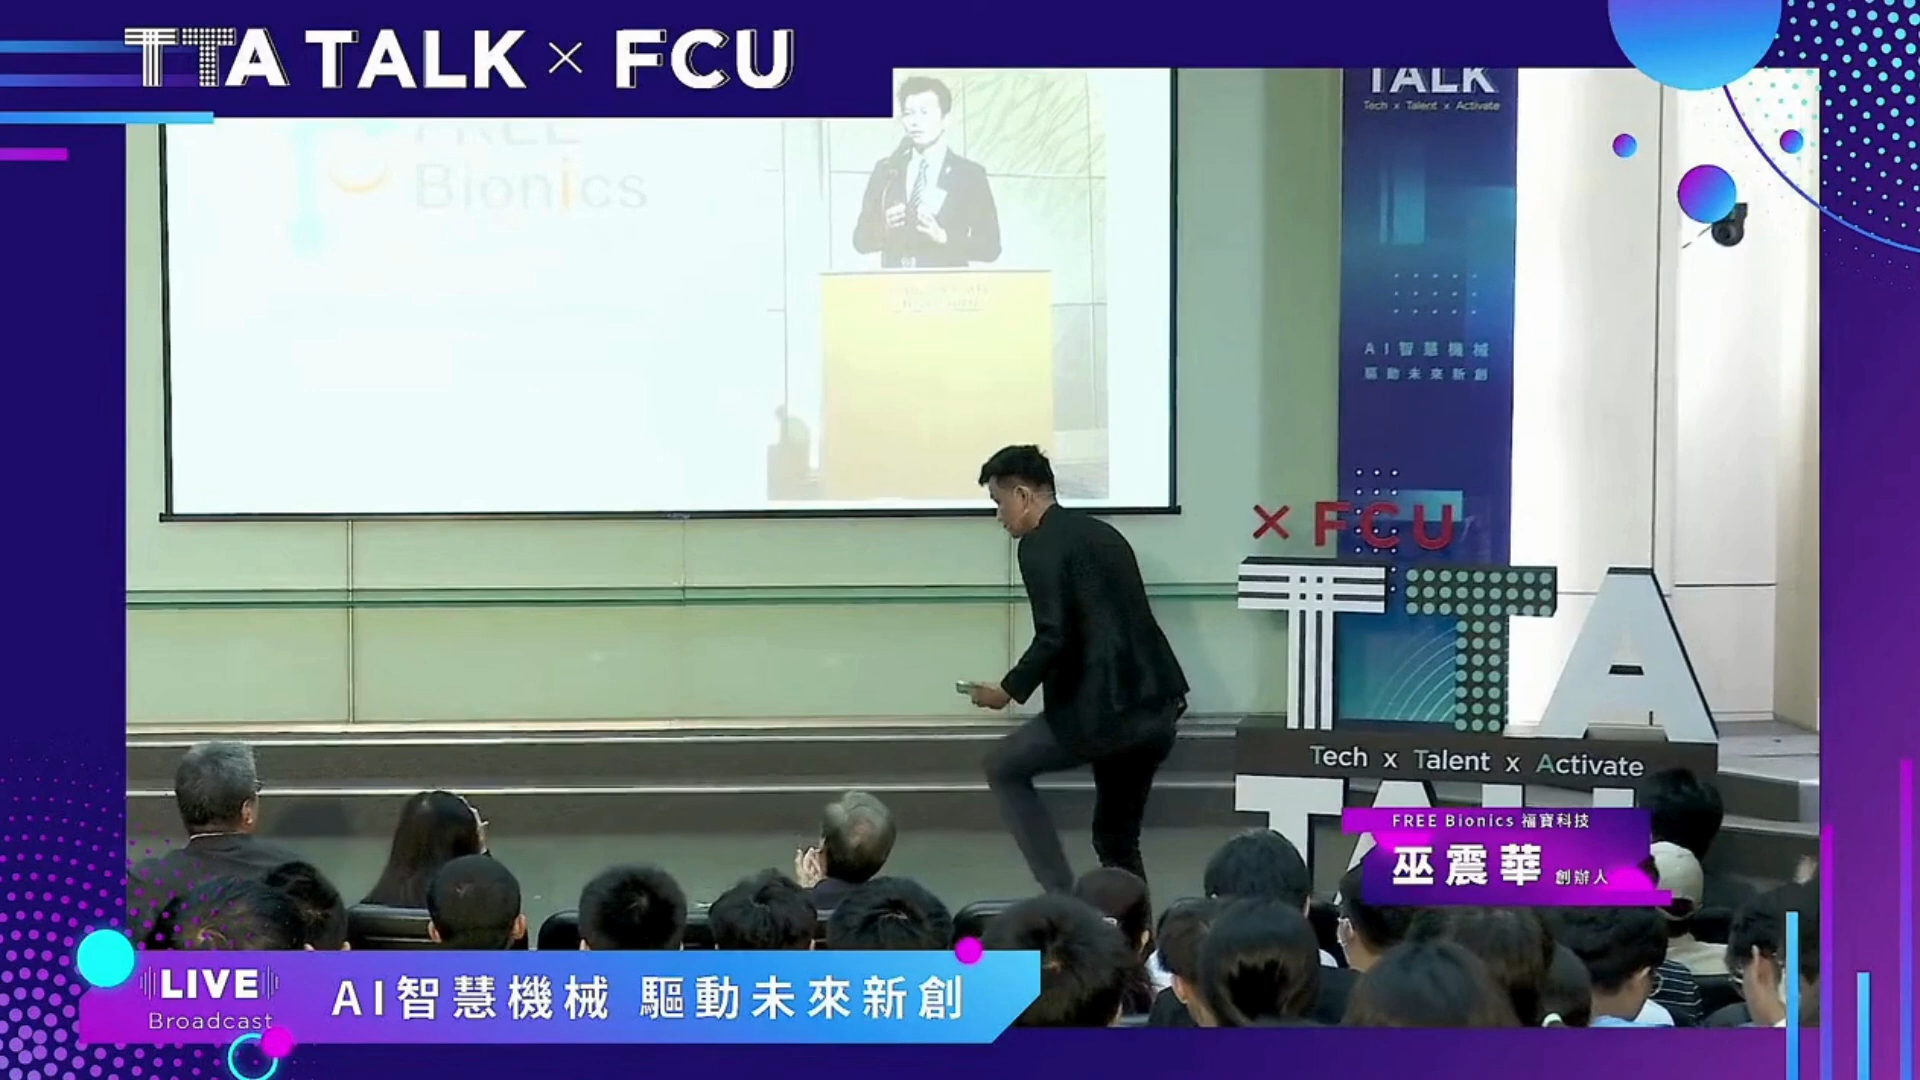 TTA TALK × FCU
FREE
Bionics
TALK
Tech x Talent x Activate
AI智慧機械
驅動未來新創
× FCU
TTA
Tech x Talent x Activate
FREE Bionics 福寶科技
巫震華 創辦人
LIVE
Broadcast
AI智慧機械 驅動未來新創